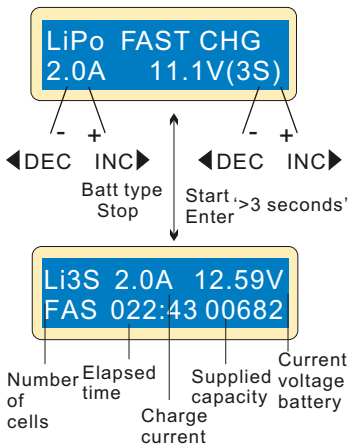 LiPo FAST CHG
2.0A 11.1V(3S)
- + - +
◀DEC INC▶ ◀DEC INC▶
Batt type
Stop
Start
Enter
'>3 seconds'
Li3S 2.0A 12.59V
FAS 022:43 00682
Number
of
cells
Elapsed
time
Charge
current
Supplied
capacity
Current
voltage
battery